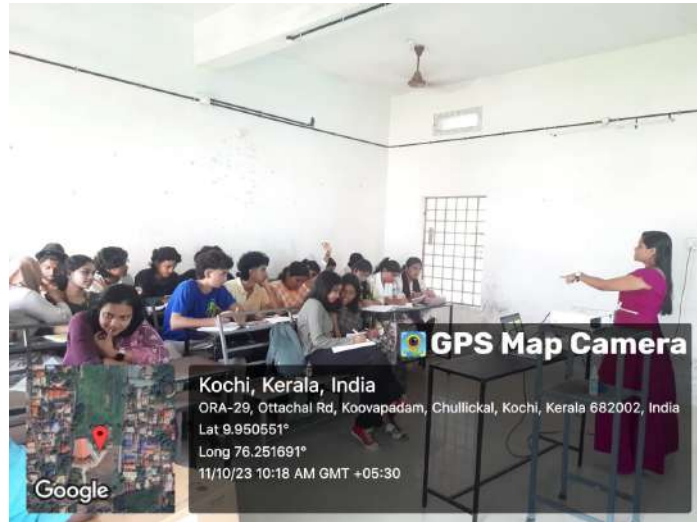 GPS Map Camera
Kochi, Kerala, India
ORA-29, Ottachal Rd, Koovapadam, Chullickal, Kochi, Kerala 682002, India
Lat 9.950551°
Long 76.251691°
11/10/23 10:18 AM GMT +05:30
Google